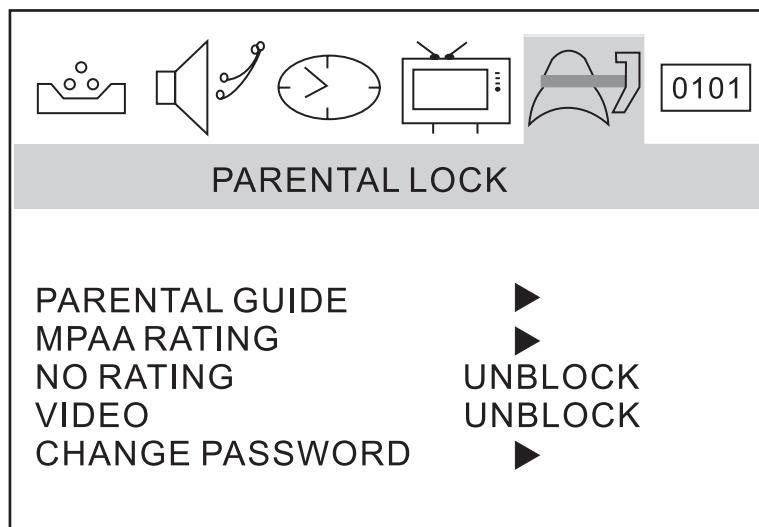 0101
PARENTAL LOCK
PARENTAL GUIDE ▶
MPAA RATING ▶
NO RATING UNBLOCK
VIDEO UNBLOCK
CHANGE PASSWORD ▶